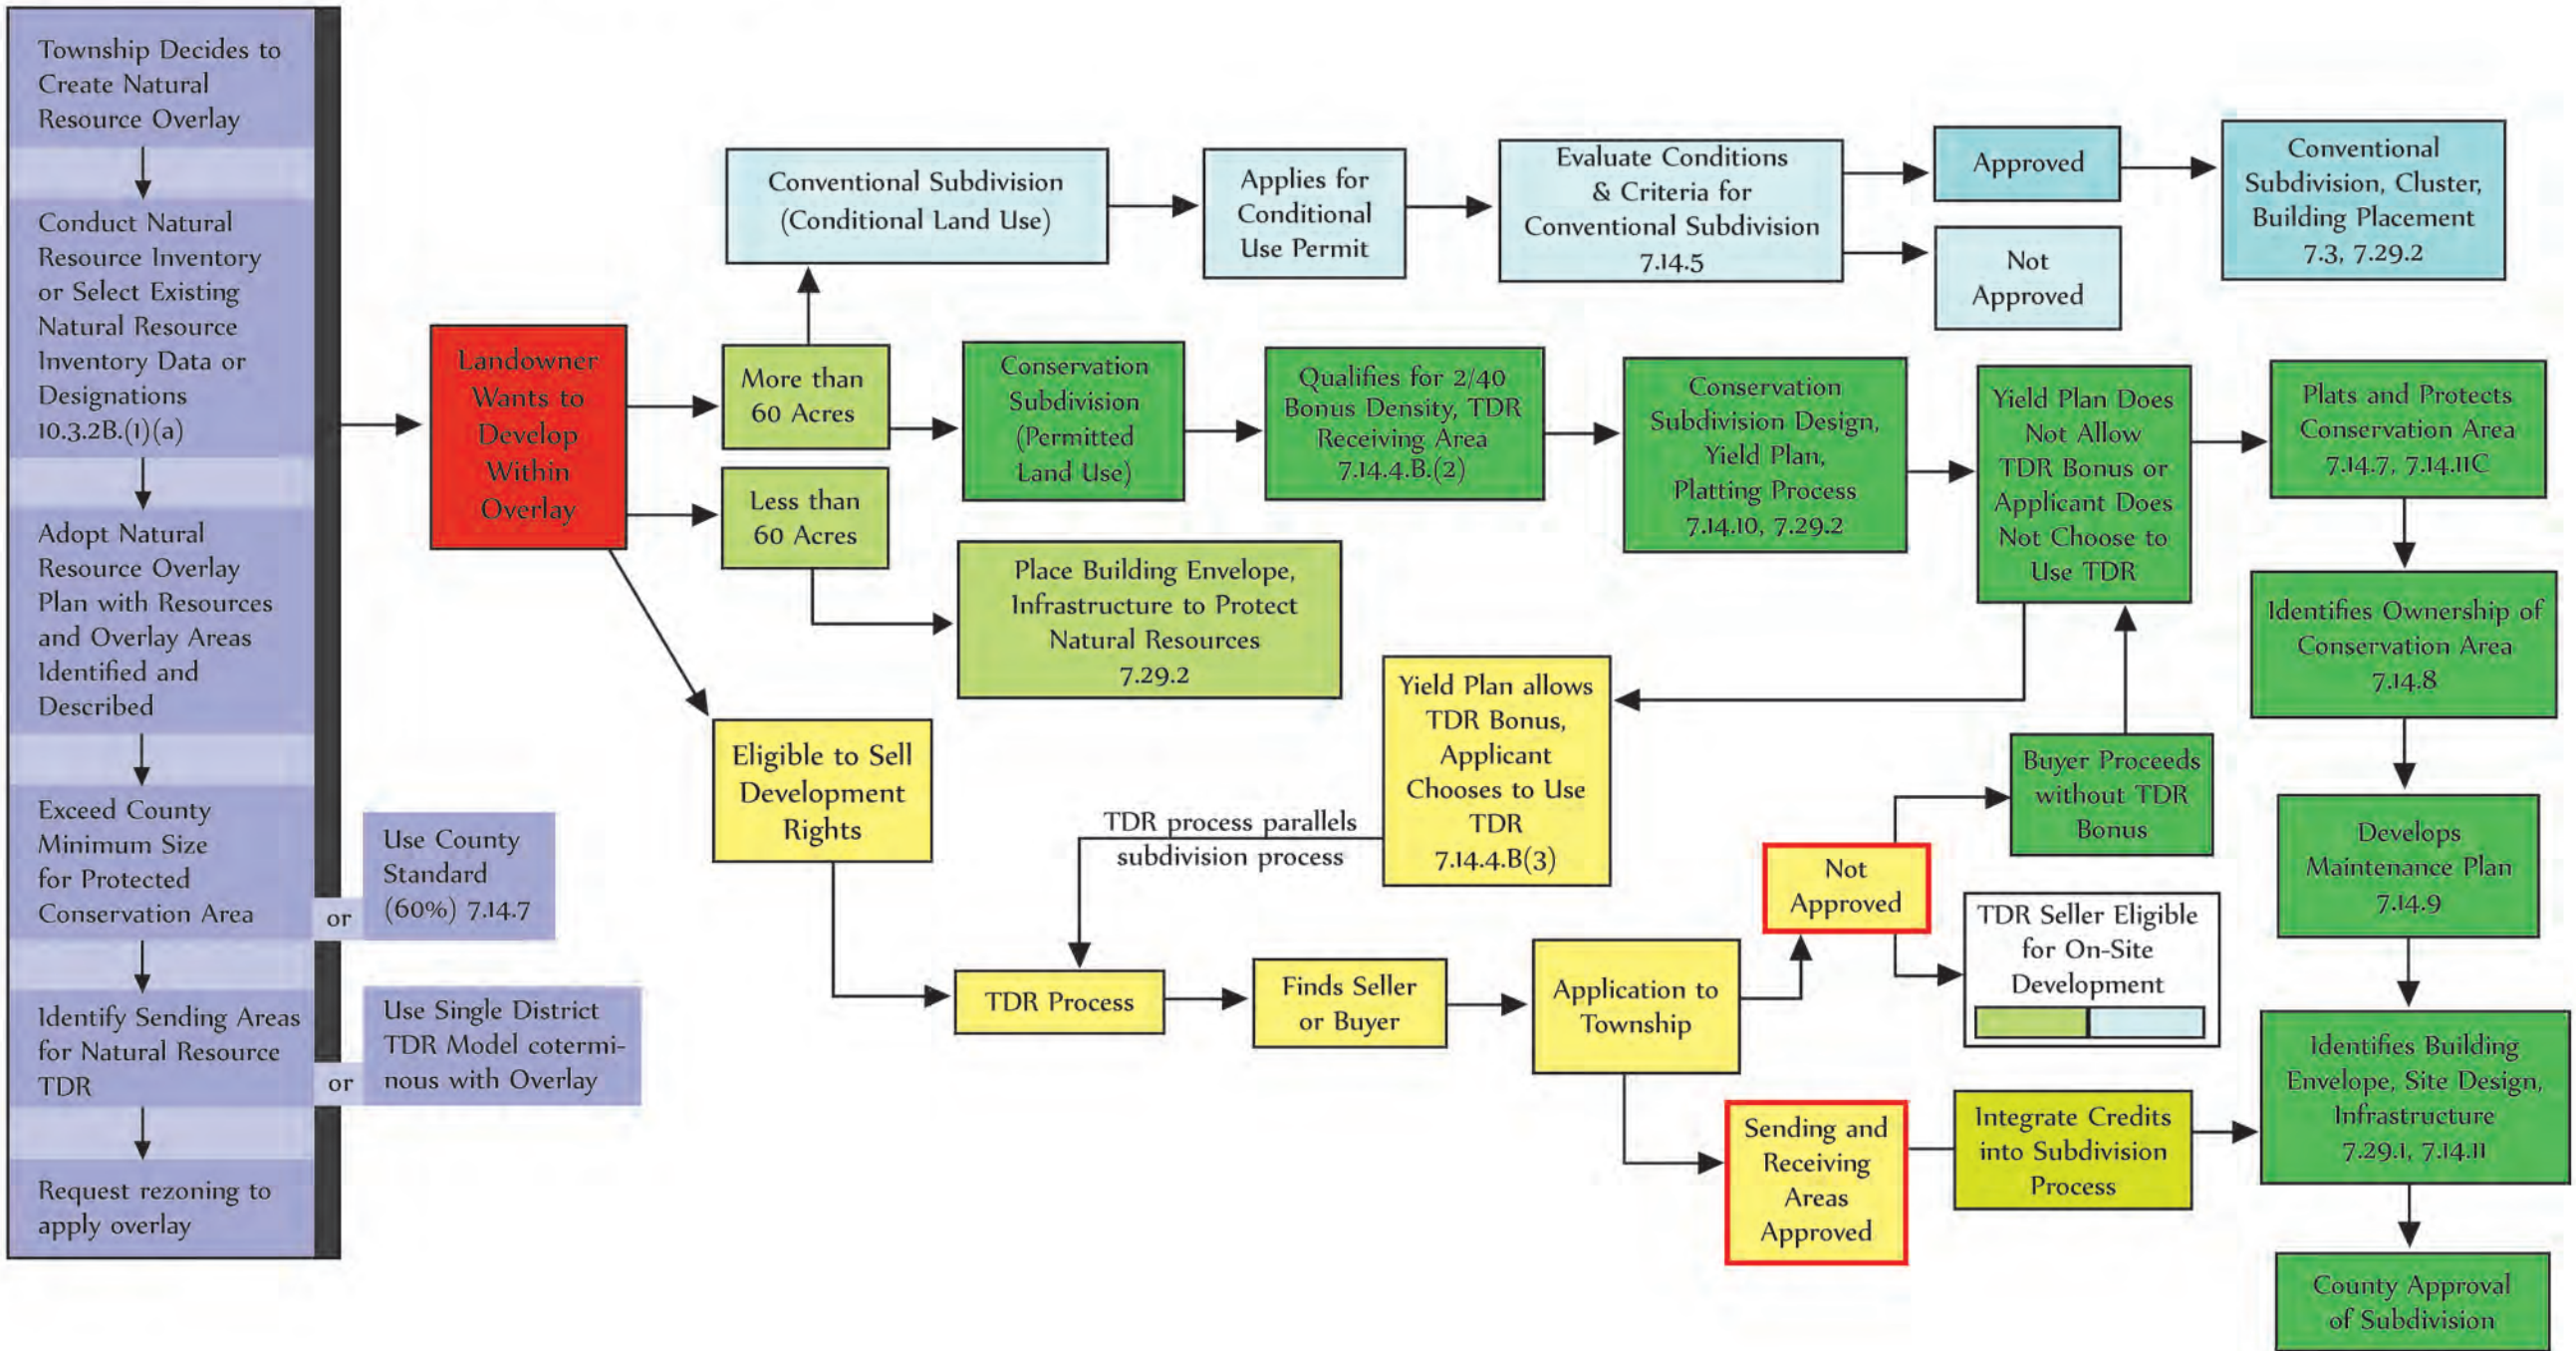 Township Decides to
Create Natural
Resource Overlay
Conduct Natural
Resource Inventory
or Select Existing
Natural Resource
Inventory Data or
Designations
10.3.2B.(1)(a)
Adopt Natural
Resource Overlay
Plan with Resources
and Overlay Areas
Identified and
Described
Exceed County
Minimum Size
for Protected
Conservation Area
or
Use County
Standard
(60%) 7.14.7
Identify Sending Areas
for Natural Resource
TDR
or
Use Single District
TDR Model cotermi-
nous with Overlay
Request rezoning to
apply overlay
Landowner
Wants to
Develop
Within
Overlay
Conventional Subdivision
(Conditional Land Use)
Applies for
Conditional
Use Permit
Evaluate Conditions
& Criteria for
Conventional Subdivision
7.14.5
Approved
Not
Approved
Conventional
Subdivision, Cluster,
Building Placement
7.3, 7.29.2
More than
60 Acres
Conservation
Subdivision
(Permitted
Land Use)
Qualifies for 2/40
Bonus Density, TDR
Receiving Area
7.14.4.B.(2)
Conservation
Subdivision Design,
Yield Plan,
Platting Process
7.14.10, 7.29.2
Yield Plan Does
Not Allow
TDR Bonus or
Applicant Does
Not Choose to
Use TDR
Plats and Protects
Conservation Area
7.14.7, 7.14.11C
Less than
60 Acres
Place Building Envelope,
Infrastructure to Protect
Natural Resources
7.29.2
Identifies Ownership of
Conservation Area
7.14.8
Yield Plan allows
TDR Bonus,
Applicant
Chooses to Use
TDR
7.14.4.B(3)
Eligible to Sell
Development
Rights
TDR process parallels
subdivision process
Buyer Proceeds
without TDR
Bonus
Develops
Maintenance Plan
7.14.9
Not
Approved
TDR Seller Eligible
for On-Site
Development
TDR Process
Finds Seller
or Buyer
Application to
Township
Sending and
Receiving
Areas
Approved
Integrate Credits
into Subdivision
Process
Identifies Building
Envelope, Site Design,
Infrastructure
7.29.1, 7.14.11
County Approval
of Subdivision